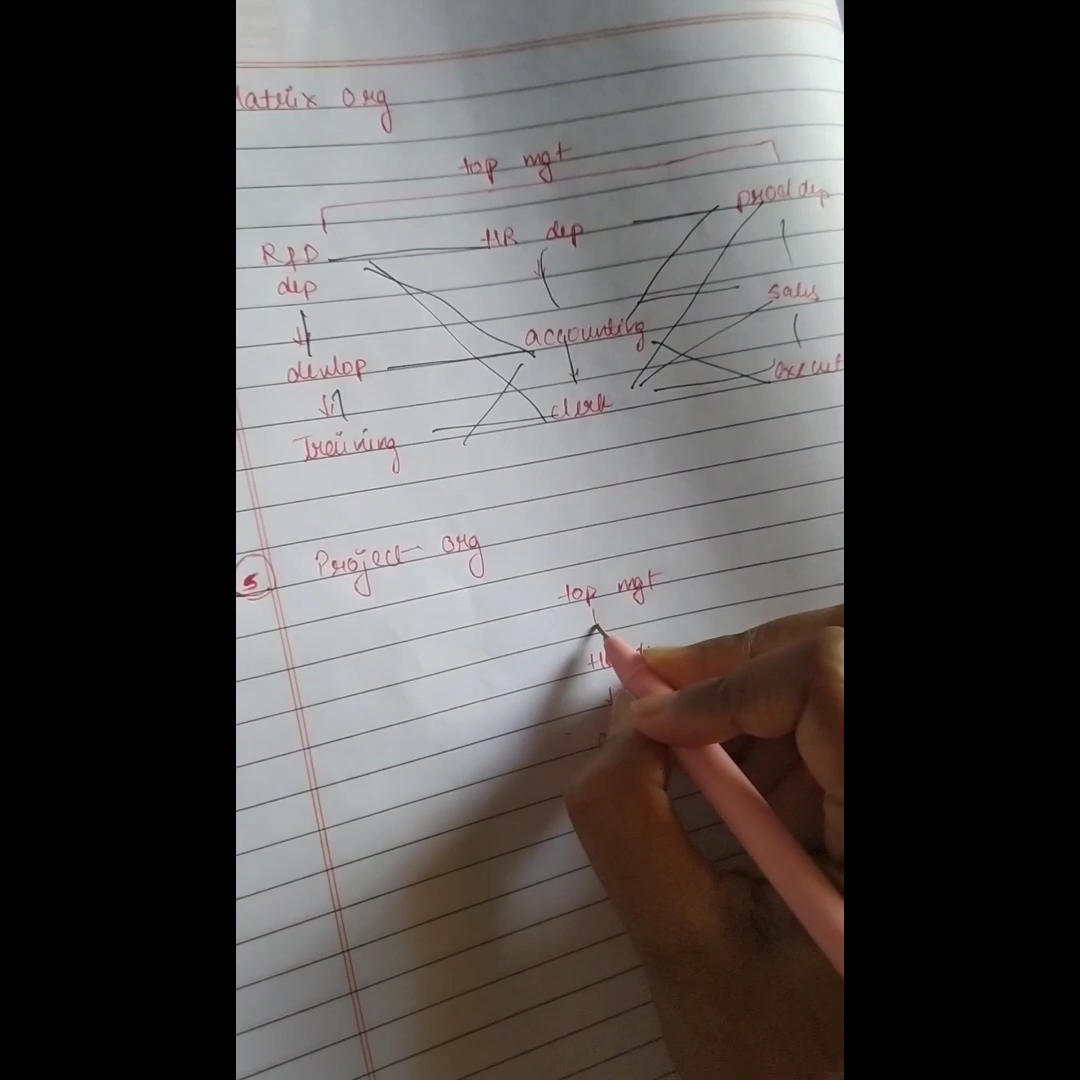 Matrix Org
top mgt
R&D HR dep prod dep
dep
accounting sales
develop clerk
Training
5 Project org
top mgt